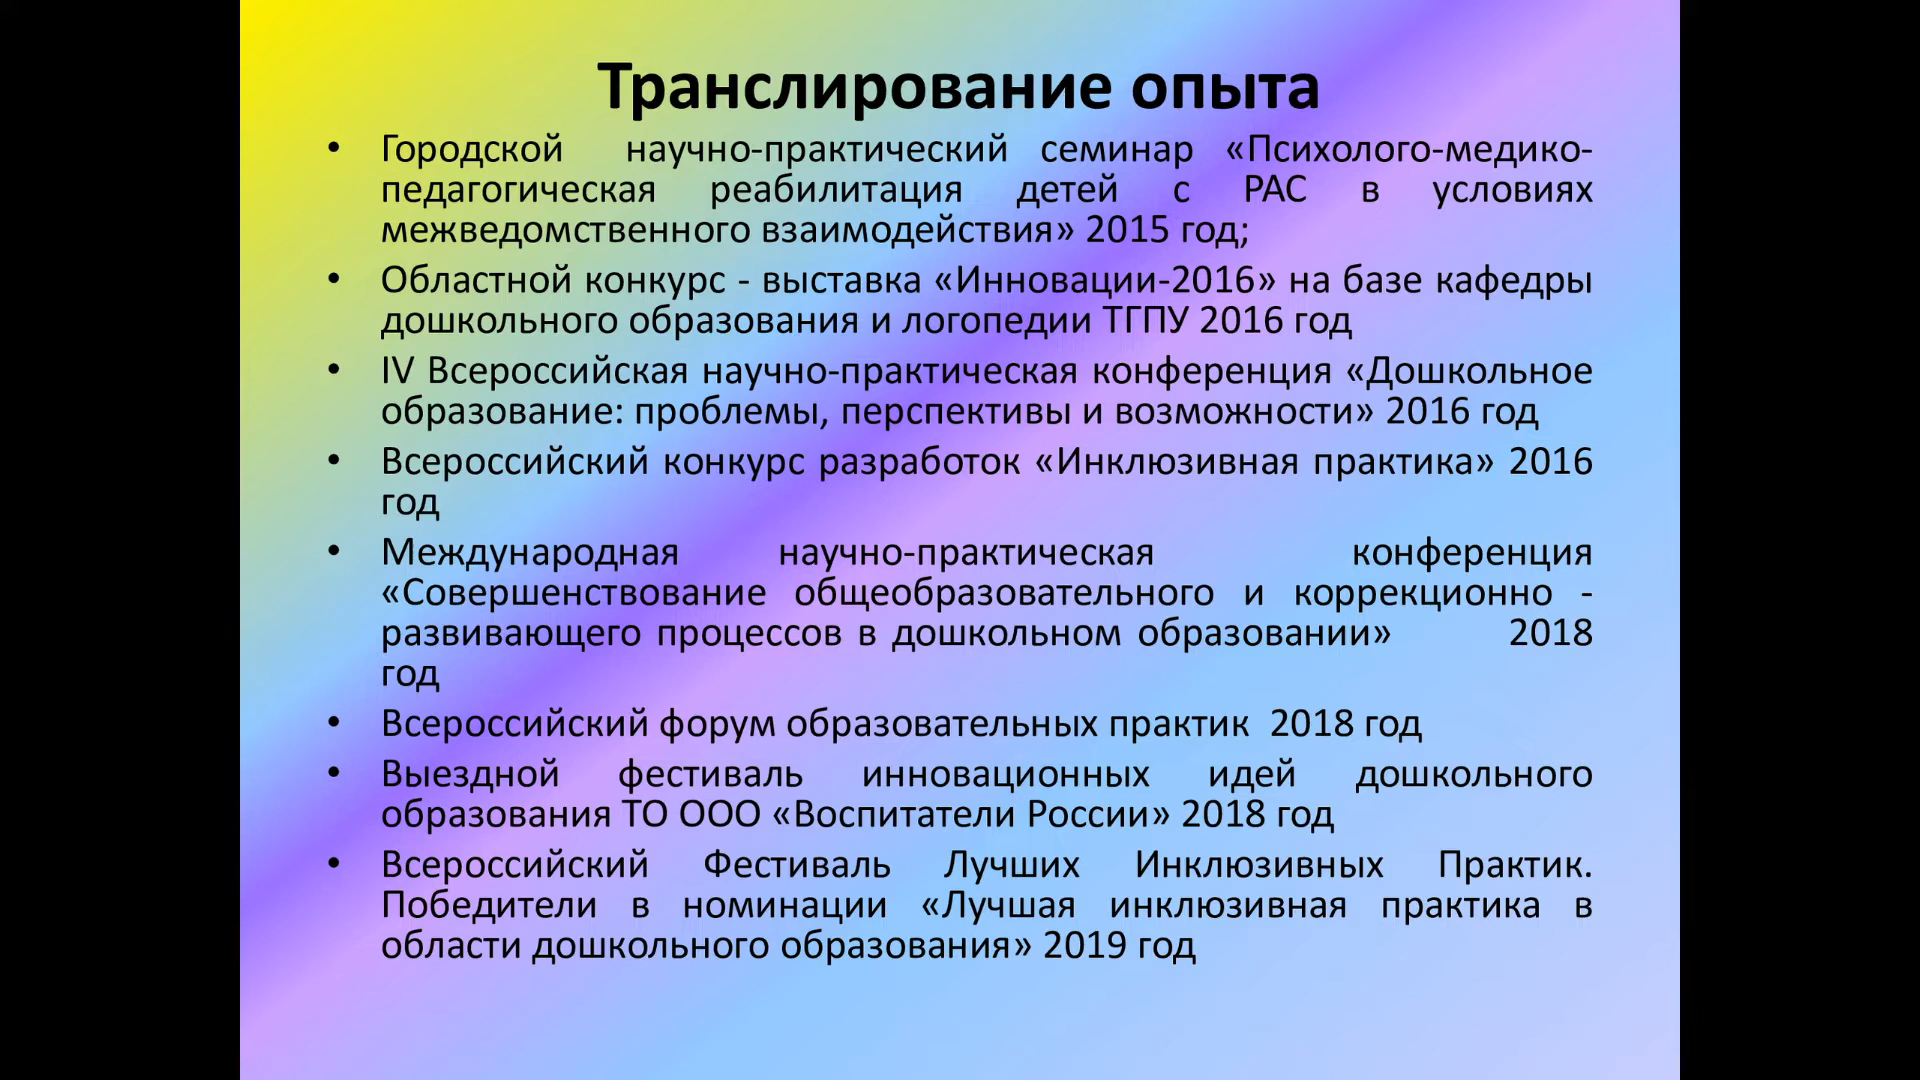 Транслирование опыта
• Городской научно-практический семинар «Психолого-медико-
педагогическая реабилитация детей с РАС в условиях
межведомственного взаимодействия» 2015 год;
• Областной конкурс - выставка «Инновации-2016» на базе кафедры
дошкольного образования и логопедии ТГПУ 2016 год
• IV Всероссийская научно-практическая конференция «Дошкольное
образование: проблемы, перспективы и возможности» 2016 год
• Всероссийский конкурс разработок «Инклюзивная практика» 2016
год
• Международная научно-практическая конференция
«Совершенствование общеобразовательного и коррекционно -
развивающего процессов в дошкольном образовании» 2018
год
• Всероссийский форум образовательных практик 2018 год
• Выездной фестиваль инновационных идей дошкольного
образования ТО ООО «Воспитатели России» 2018 год
• Всероссийский Фестиваль Лучших Инклюзивных Практик.
Победители в номинации «Лучшая инклюзивная практика в
области дошкольного образования» 2019 год